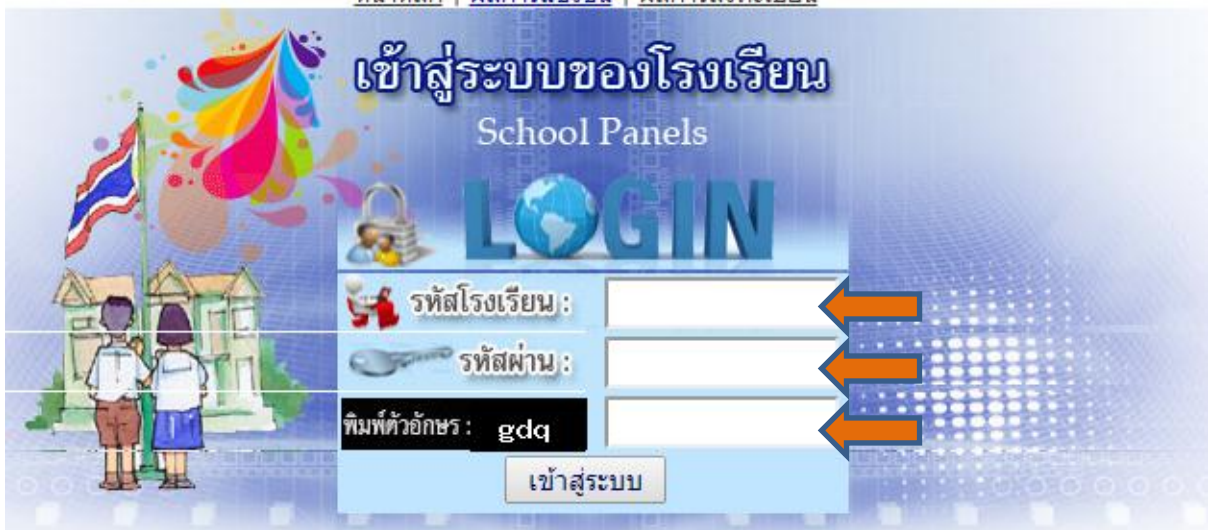 เข้าสู่ระบบของโรงเรียน
School Panels
LOGIN
รหัสโรงเรียน :
รหัสผ่าน :
พิมพ์ตัวอักษร : gdq
เข้าสู่ระบบ